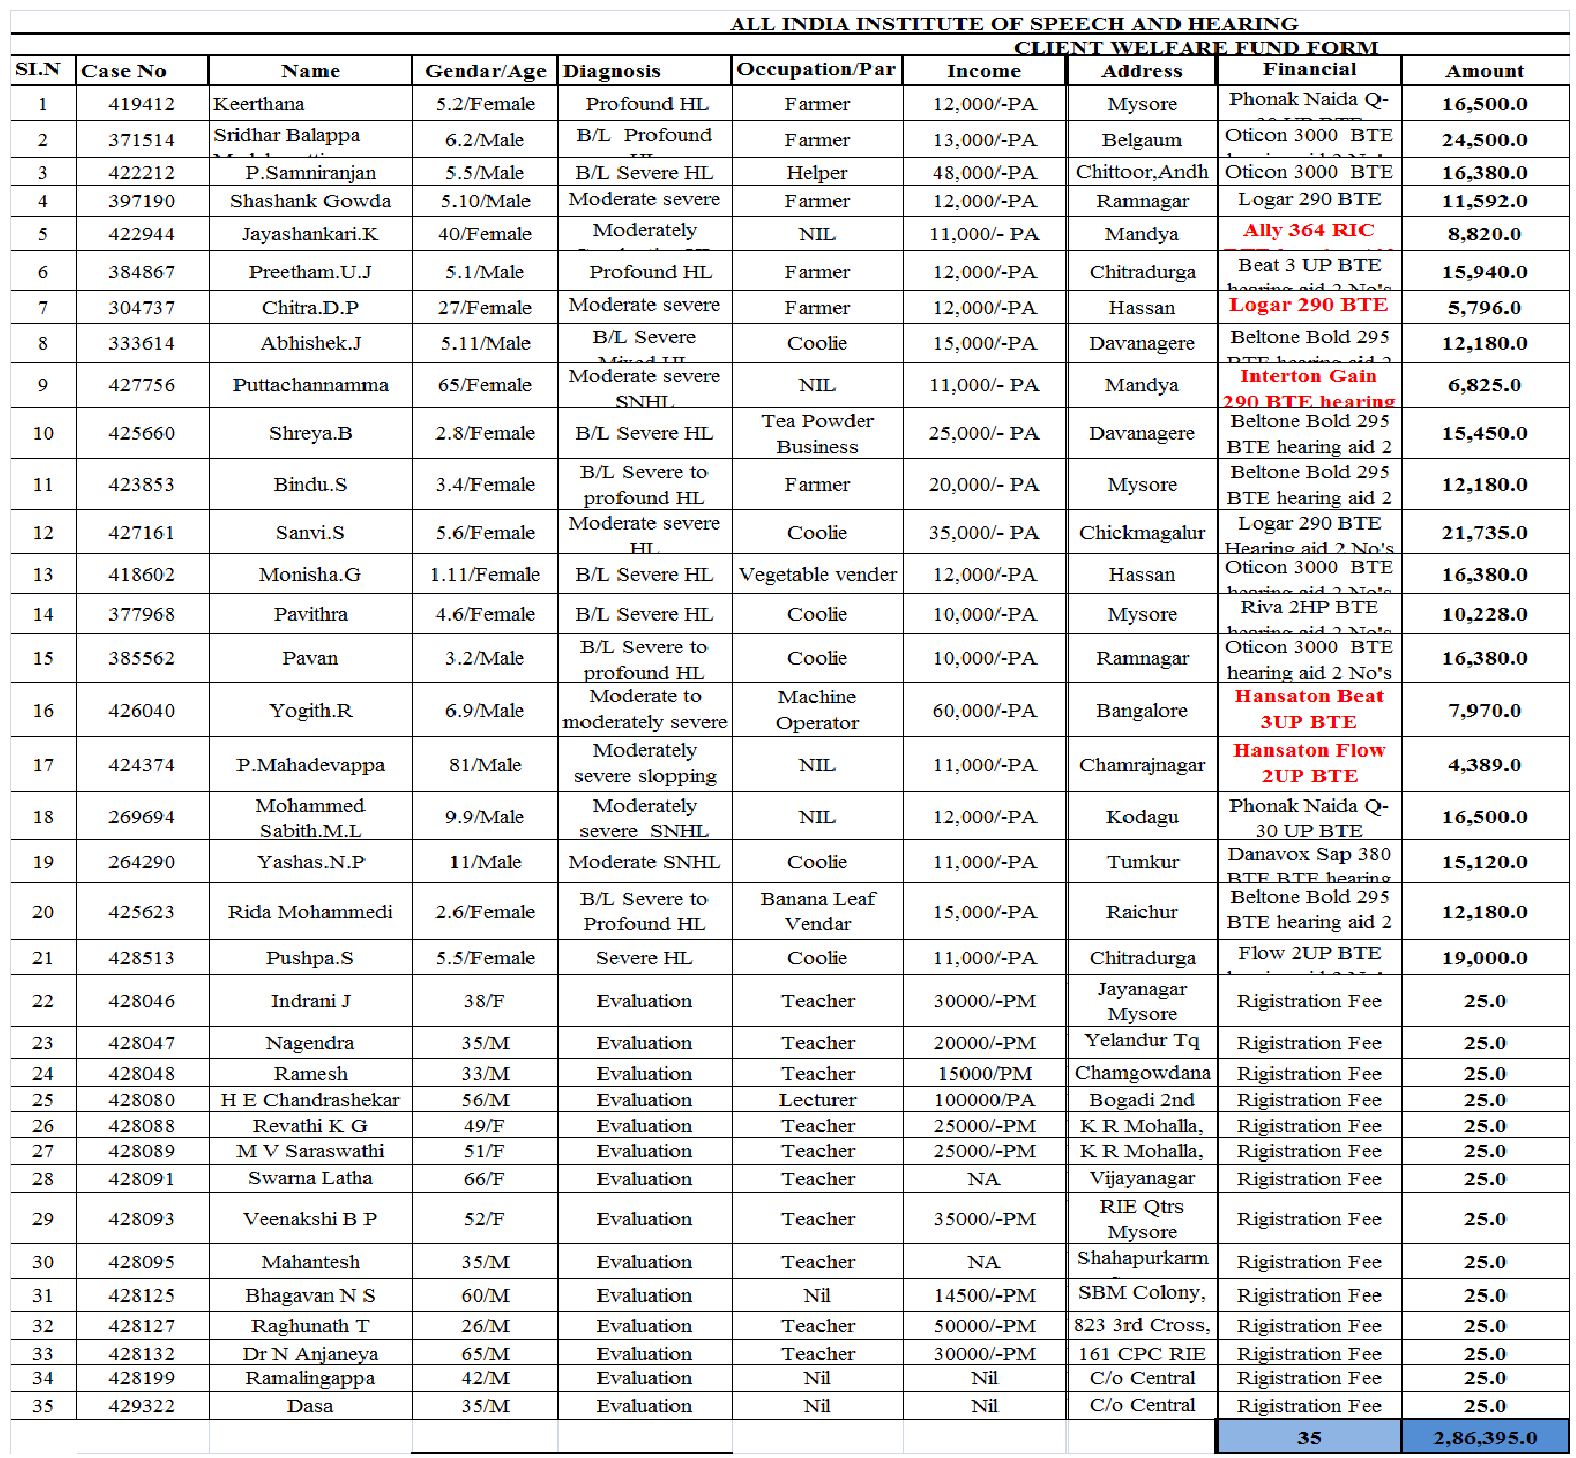 ALL INDIA INSTITUTE OF SPEECH AND HEARING
CLIENT WELFARE FUND FORM
SI.N Case No Name Gendar/Age Diagnosis Occupation/Par Income Address Financial Amount
1 419412 Keerthana 5.2/Female Profound HL Farmer 12,000/-PA Mysore Phonak Naida Q- 16,500.0
2 371514 Sridhar Balappa 6.2/Male B/L Profound Farmer 13,000/-PA Belgaum Oticon 3000 BTE 24,500.0
3 422212 P.Samniranjan 5.5/Male B/L Severe HL Helper 48,000/-PA Chittoor,Andh Oticon 3000 BTE 16,380.0
4 397190 Shashank Gowda 5.10/Male Moderate severe Farmer 12,000/-PA Ramnagar Logar 290 BTE 11,592.0
5 422944 Jayashankari.K 40/Female Moderately NIL 11,000/- PA Mandya Ally 364 RIC 8,820.0
6 384867 Preetham.U.J 5.1/Male Profound HL Farmer 12,000/-PA Chitradurga Beat 3 UP BTE hearing aid 2 No's 15,940.0
7 304737 Chitra.D.P 27/Female Moderate severe Farmer 12,000/-PA Hassan Logar 290 BTE 5,796.0
8 333614 Abhishek.J 5.11/Male B/L Severe Mixed HL Coolie 15,000/-PA Davanagere Beltone Bold 295 BTE hearing aid 2 12,180.0
9 427756 Puttachannamma 65/Female Moderate severe SNHL NIL 11,000/- PA Mandya Interton Gain 290 BTE hearing 6,825.0
10 425660 Shreya.B 2.8/Female B/L Severe HL Tea Powder Business 25,000/- PA Davanagere Beltone Bold 295 BTE hearing aid 2 15,450.0
11 423853 Bindu.S 3.4/Female B/L Severe to profound HL Farmer 20,000/- PA Mysore Beltone Bold 295 BTE hearing aid 2 12,180.0
12 427161 Sanvi.S 5.6/Female Moderate severe HL Coolie 35,000/- PA Chickmagalur Logar 290 BTE Hearing aid 2 No's 21,735.0
13 418602 Monisha.G 1.11/Female B/L Severe HL Vegetable vender 12,000/-PA Hassan Oticon 3000 BTE hearing aid 2 No's 16,380.0
14 377968 Pavithra 4.6/Female B/L Severe HL Coolie 10,000/-PA Mysore Riva 2HP BTE hearing aid 2 No's 10,228.0
15 385562 Pavan 3.2/Male B/L Severe to profound HL Coolie 10,000/-PA Ramnagar Oticon 3000 BTE hearing aid 2 No's 16,380.0
16 426040 Yogith.R 6.9/Male Moderate to moderately severe Machine Operator 60,000/-PA Bangalore Hansaton Beat 3UP BTE 7,970.0
17 424374 P.Mahadevappa 81/Male Moderately severe slopping NIL 11,000/-PA Chamrajnagar Hansaton Flow 2UP BTE 4,389.0
18 269694 Mohammed Sabith.M.L 9.9/Male Moderately severe SNHL NIL 12,000/-PA Kodagu Phonak Naida Q- 30 UP BTE 16,500.0
19 264290 Yashas.N.P 11/Male Moderate SNHL Coolie 11,000/-PA Tumkur Danavox Sap 380 BTE BTE hearing 15,120.0
20 425623 Rida Mohammedi 2.6/Female B/L Severe to Profound HL Banana Leaf Vendar 15,000/-PA Raichur Beltone Bold 295 BTE hearing aid 2 12,180.0
21 428513 Pushpa.S 5.5/Female Severe HL Coolie 11,000/-PA Chitradurga Flow 2UP BTE 19,000.0
22 428046 Indrani J 38/F Evaluation Teacher 30000/-PM Jayanagar Mysore Rigistration Fee 25.0
23 428047 Nagendra 35/M Evaluation Teacher 20000/-PM Yelandur Tq Rigistration Fee 25.0
24 428048 Ramesh 33/M Evaluation Teacher 15000/PM Chamgowdana Rigistration Fee 25.0
25 428080 H E Chandrashekar 56/M Evaluation Lecturer 100000/PA Bogadi 2nd Rigistration Fee 25.0
26 428088 Revathi K G 49/F Evaluation Teacher 25000/-PM K R Mohalla, Rigistration Fee 25.0
27 428089 M V Saraswathi 51/F Evaluation Teacher 25000/-PM K R Mohalla, Rigistration Fee 25.0
28 428091 Swarna Latha 66/F Evaluation Teacher NA Vijayanagar Rigistration Fee 25.0
29 428093 Veenakshi B P 52/F Evaluation Teacher 35000/-PM RIE Qtrs Mysore Rigistration Fee 25.0
30 428095 Mahantesh 35/M Evaluation Teacher NA Shahapurkarm Rigistration Fee 25.0
31 428125 Bhagavan N S 60/M Evaluation Nil 14500/-PM SBM Colony, Rigistration Fee 25.0
32 428127 Raghunath T 26/M Evaluation Teacher 50000/-PM 823 3rd Cross, Rigistration Fee 25.0
33 428132 Dr N Anjaneya 65/M Evaluation Teacher 30000/-PM 161 CPC RIE Rigistration Fee 25.0
34 428199 Ramalingappa 42/M Evaluation Nil Nil C/o Central Rigistration Fee 25.0
35 429322 Dasa 35/M Evaluation Nil Nil C/o Central Rigistration Fee 25.0
35 2,86,395.0